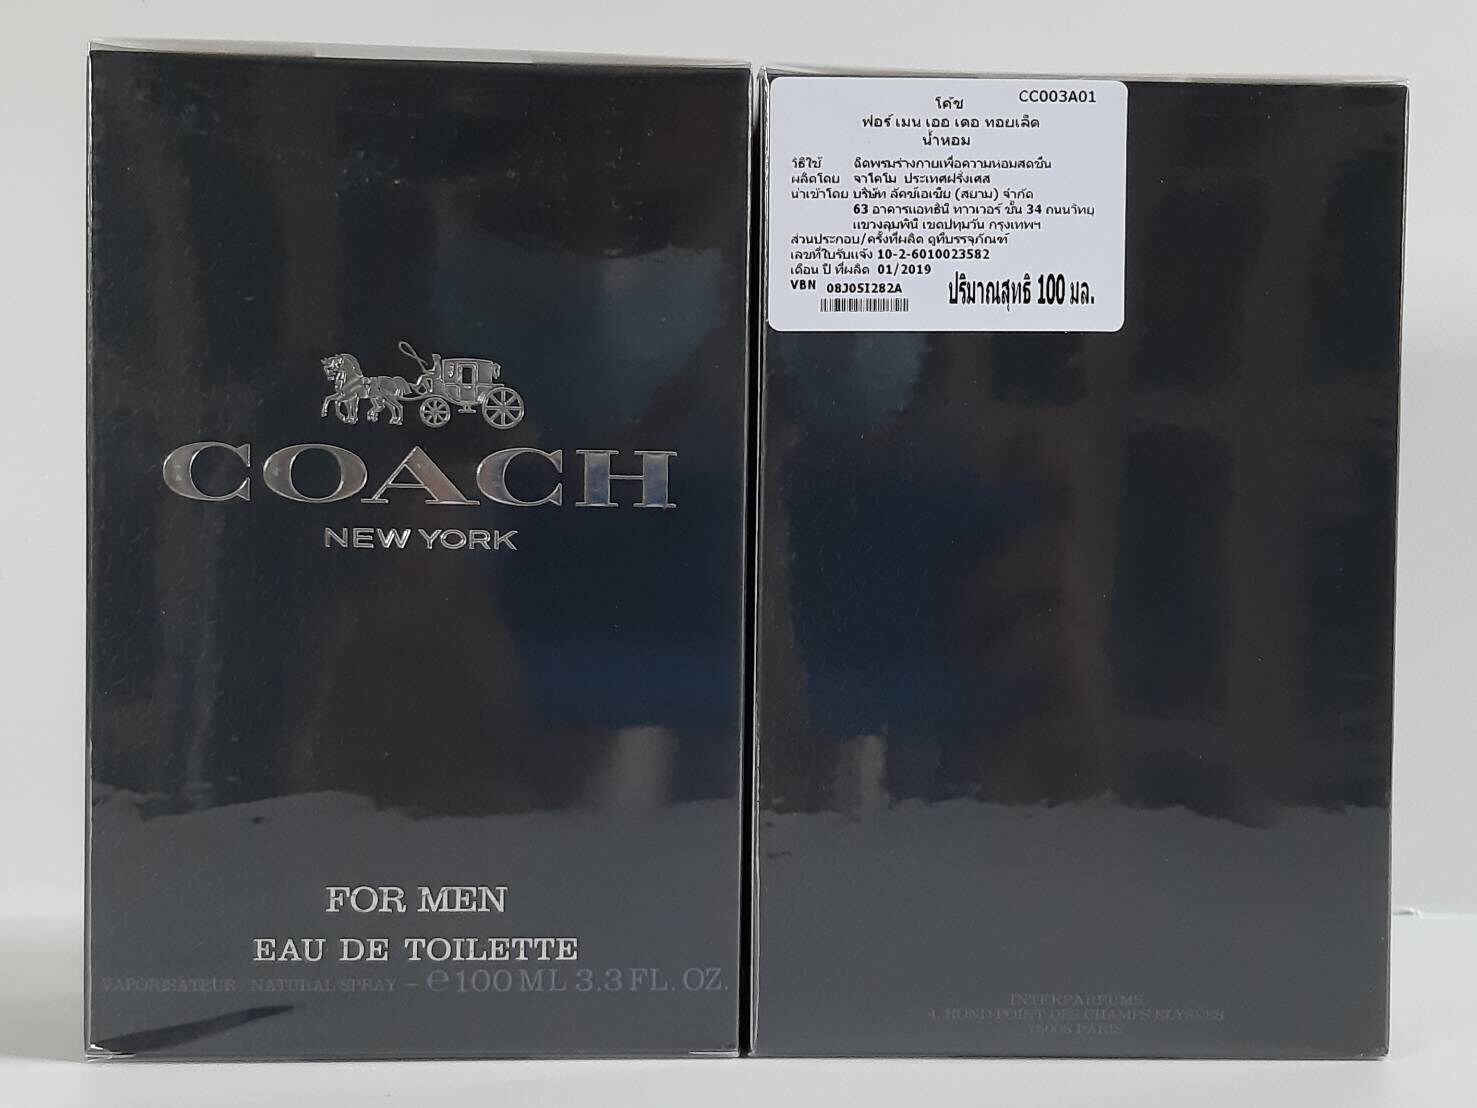 COACH
NEW YORK
FOR MEN
EAU DE TOILETTE
VAPORISATEUR NATURAL SPRAY – ℮ 100 ML 3.3 FL. OZ.
CC003A01
โค้ช
ฟอร์ เมน เออ เดอ ทอยเล็ต
น้ำหอม
วิธีใช้ ฉีดพรมร่างกายเพื่อความหอมสดชื่น
ผลิตโดย จาโคโม ประเทศฝรั่งเศส
นำเข้าโดย บริษัท ลัคซ์เอเชีย (สยาม) จำกัด
63 อาคารแอทธินี ทาวเวอร์ ชั้น 34 ถนนวิทยุ
แขวงลุมพินี เขตปทุมวัน กรุงเทพฯ
ส่วนประกอบ/ครั้งที่ผลิต ดูที่บรรจุภัณฑ์
เลขที่ใบรับแจ้ง 10-2-6010023582
เดือน ปี ที่ผลิต 01/2019
VBN 08J05I282A
ปริมาณสุทธิ 100 มล.
INTERPARFUMS
4, ROND-POINT DES CHAMPS ELYSEES
75008 PARIS